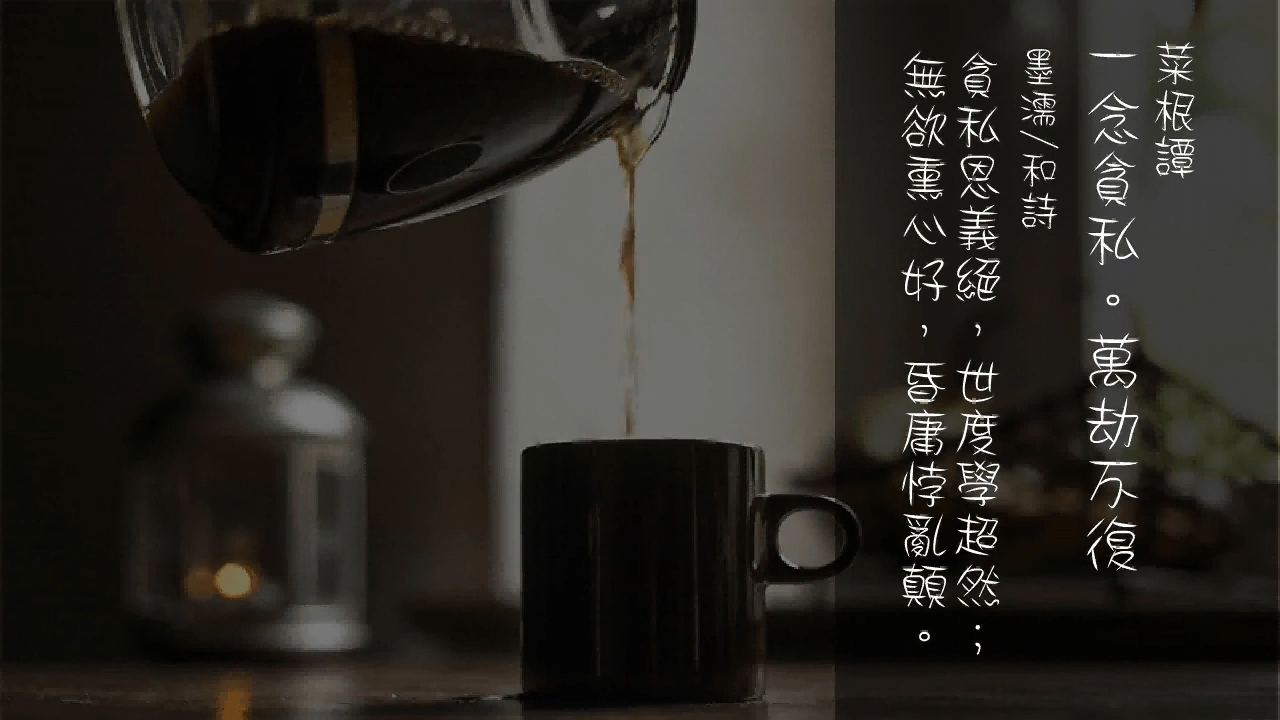 菜根譚
一念貪私。萬劫不復
墨濡/和詩
貪私恩義絕，世度學超然；
無欲熏心好，昏庸悖亂顛。